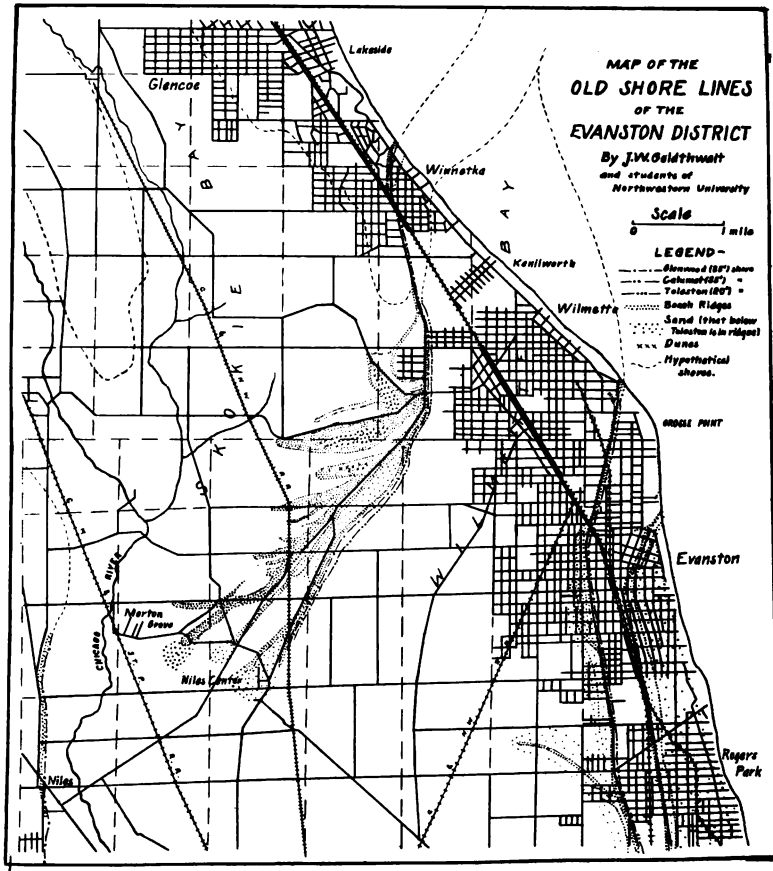 MAP OF THE
OLD SHORE LINES
OF THE
EVANSTON DISTRICT
By J.W. Goldthwait
and students of
Northwestern University
Scale
0 1 mile
LEGEND-
Glenwood (55') shore
Calumet (35') "
Toleston (20') "
Beach Ridges
Sand (that below
Toleston is in ridges)
Dunes
Hypothetical
shores.
Lakeside
Glencoe
Winnetka
Kenilworth
Wilmette
GROSSE POINT
Evanston
Rogers
Park
SKOKIE BAY
WILMETTE BAY
CHICAGO RIVER
Morton
Grove
Niles Center
Niles
C. M. & ST. P. R.R.